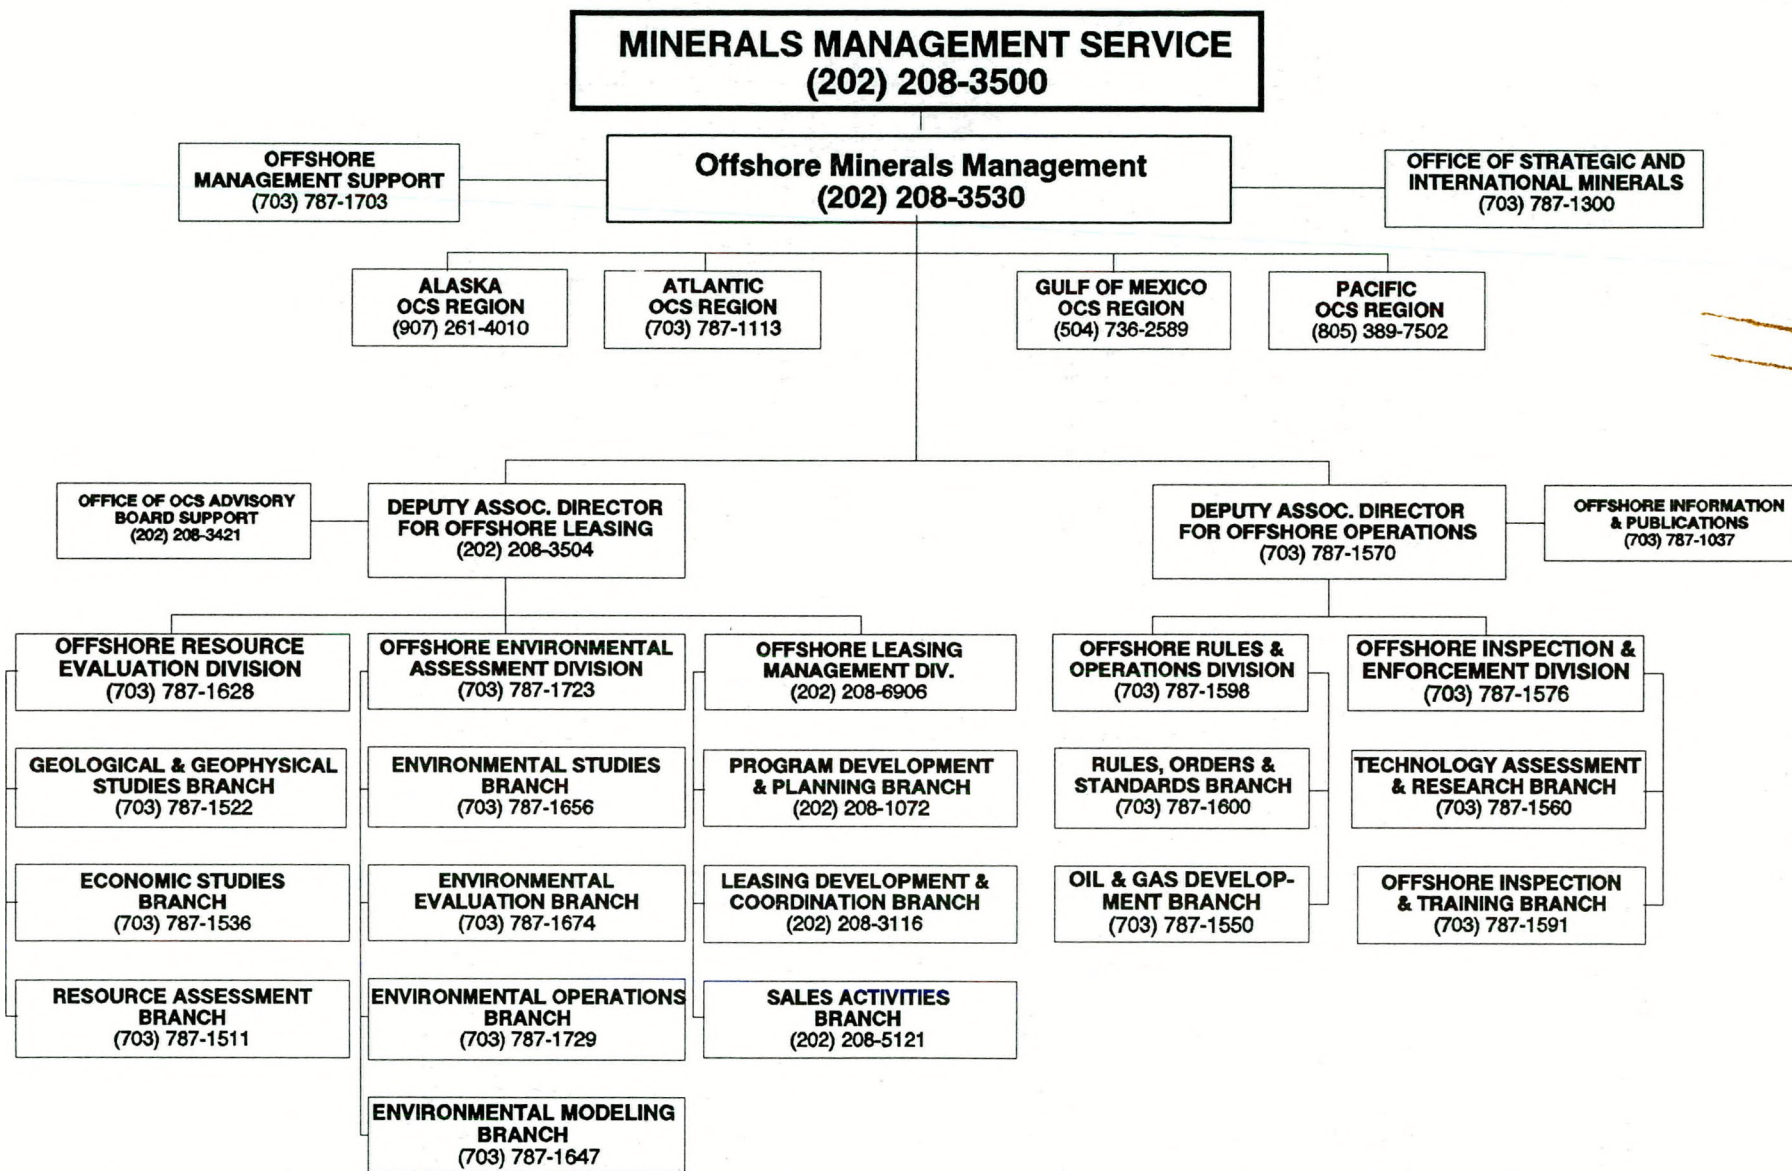 MINERALS MANAGEMENT SERVICE
(202) 208-3500
OFFSHORE
MANAGEMENT SUPPORT
(703) 787-1703
Offshore Minerals Management
(202) 208-3530
OFFICE OF STRATEGIC AND
INTERNATIONAL MINERALS
(703) 787-1300
ALASKA
OCS REGION
(907) 261-4010
ATLANTIC
OCS REGION
(703) 787-1113
GULF OF MEXICO
OCS REGION
(504) 736-2589
PACIFIC
OCS REGION
(805) 389-7502
OFFICE OF OCS ADVISORY
BOARD SUPPORT
(202) 208-3421
DEPUTY ASSOC. DIRECTOR
FOR OFFSHORE LEASING
(202) 208-3504
DEPUTY ASSOC. DIRECTOR
FOR OFFSHORE OPERATIONS
(703) 787-1570
OFFSHORE INFORMATION
& PUBLICATIONS
(703) 787-1037
OFFSHORE RESOURCE
EVALUATION DIVISION
(703) 787-1628
OFFSHORE ENVIRONMENTAL
ASSESSMENT DIVISION
(703) 787-1723
OFFSHORE LEASING
MANAGEMENT DIV.
(202) 208-6906
OFFSHORE RULES &
OPERATIONS DIVISION
(703) 787-1598
OFFSHORE INSPECTION &
ENFORCEMENT DIVISION
(703) 787-1576
GEOLOGICAL & GEOPHYSICAL
STUDIES BRANCH
(703) 787-1522
ENVIRONMENTAL STUDIES
BRANCH
(703) 787-1656
PROGRAM DEVELOPMENT
& PLANNING BRANCH
(202) 208-1072
RULES, ORDERS &
STANDARDS BRANCH
(703) 787-1600
TECHNOLOGY ASSESSMENT
& RESEARCH BRANCH
(703) 787-1560
ECONOMIC STUDIES
BRANCH
(703) 787-1536
ENVIRONMENTAL
EVALUATION BRANCH
(703) 787-1674
LEASING DEVELOPMENT &
COORDINATION BRANCH
(202) 208-3116
OIL & GAS DEVELOP-
MENT BRANCH
(703) 787-1550
OFFSHORE INSPECTION
& TRAINING BRANCH
(703) 787-1591
RESOURCE ASSESSMENT
BRANCH
(703) 787-1511
ENVIRONMENTAL OPERATIONS
BRANCH
(703) 787-1729
SALES ACTIVITIES
BRANCH
(202) 208-5121
ENVIRONMENTAL MODELING
BRANCH
(703) 787-1647